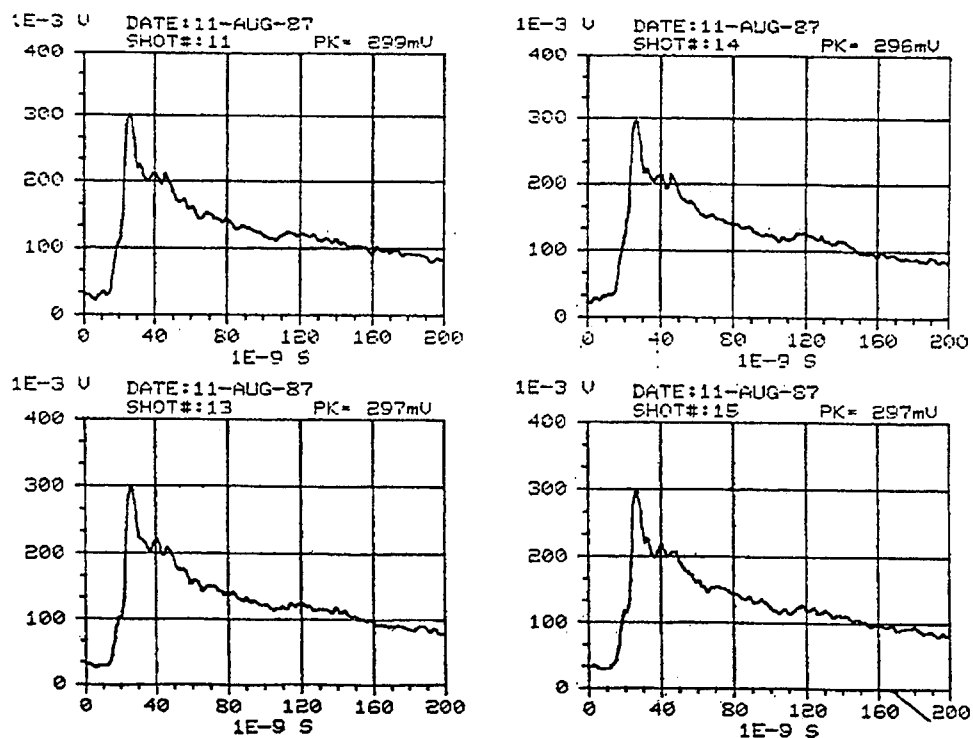 1E-3 V DATE:11-AUG-87
SHOT#:11 PK= 299mV
400
300
200
100
0
0 40 80 120 160 200
1E-9 S
1E-3 V DATE:11-AUG-87
SHOT#:14 PK= 296mV
400
300
200
100
0
0 40 80 120 160 200
1E-9 S
1E-3 V DATE:11-AUG-87
SHOT#:13 PK= 297mV
400
300
200
100
0
0 40 80 120 160 200
1E-9 S
1E-3 V DATE:11-AUG-87
SHOT#:15 PK= 297mV
400
300
200
100
0
0 40 80 120 160 200
1E-9 S